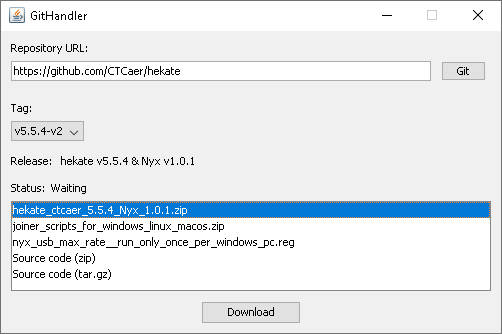 GitHandler
Repository URL:
https://github.com/CTCaer/hekate
Git
Tag:
v5.5.4-v2
Release: hekate v5.5.4 & Nyx v1.0.1
Status: Waiting
hekate_ctcaer_5.5.4_Nyx_1.0.1.zip
joiner_scripts_for_windows_linux_macos.zip
nyx_usb_max_rate__run_only_once_per_windows_pc.reg
Source code (zip)
Source code (tar.gz)
Download